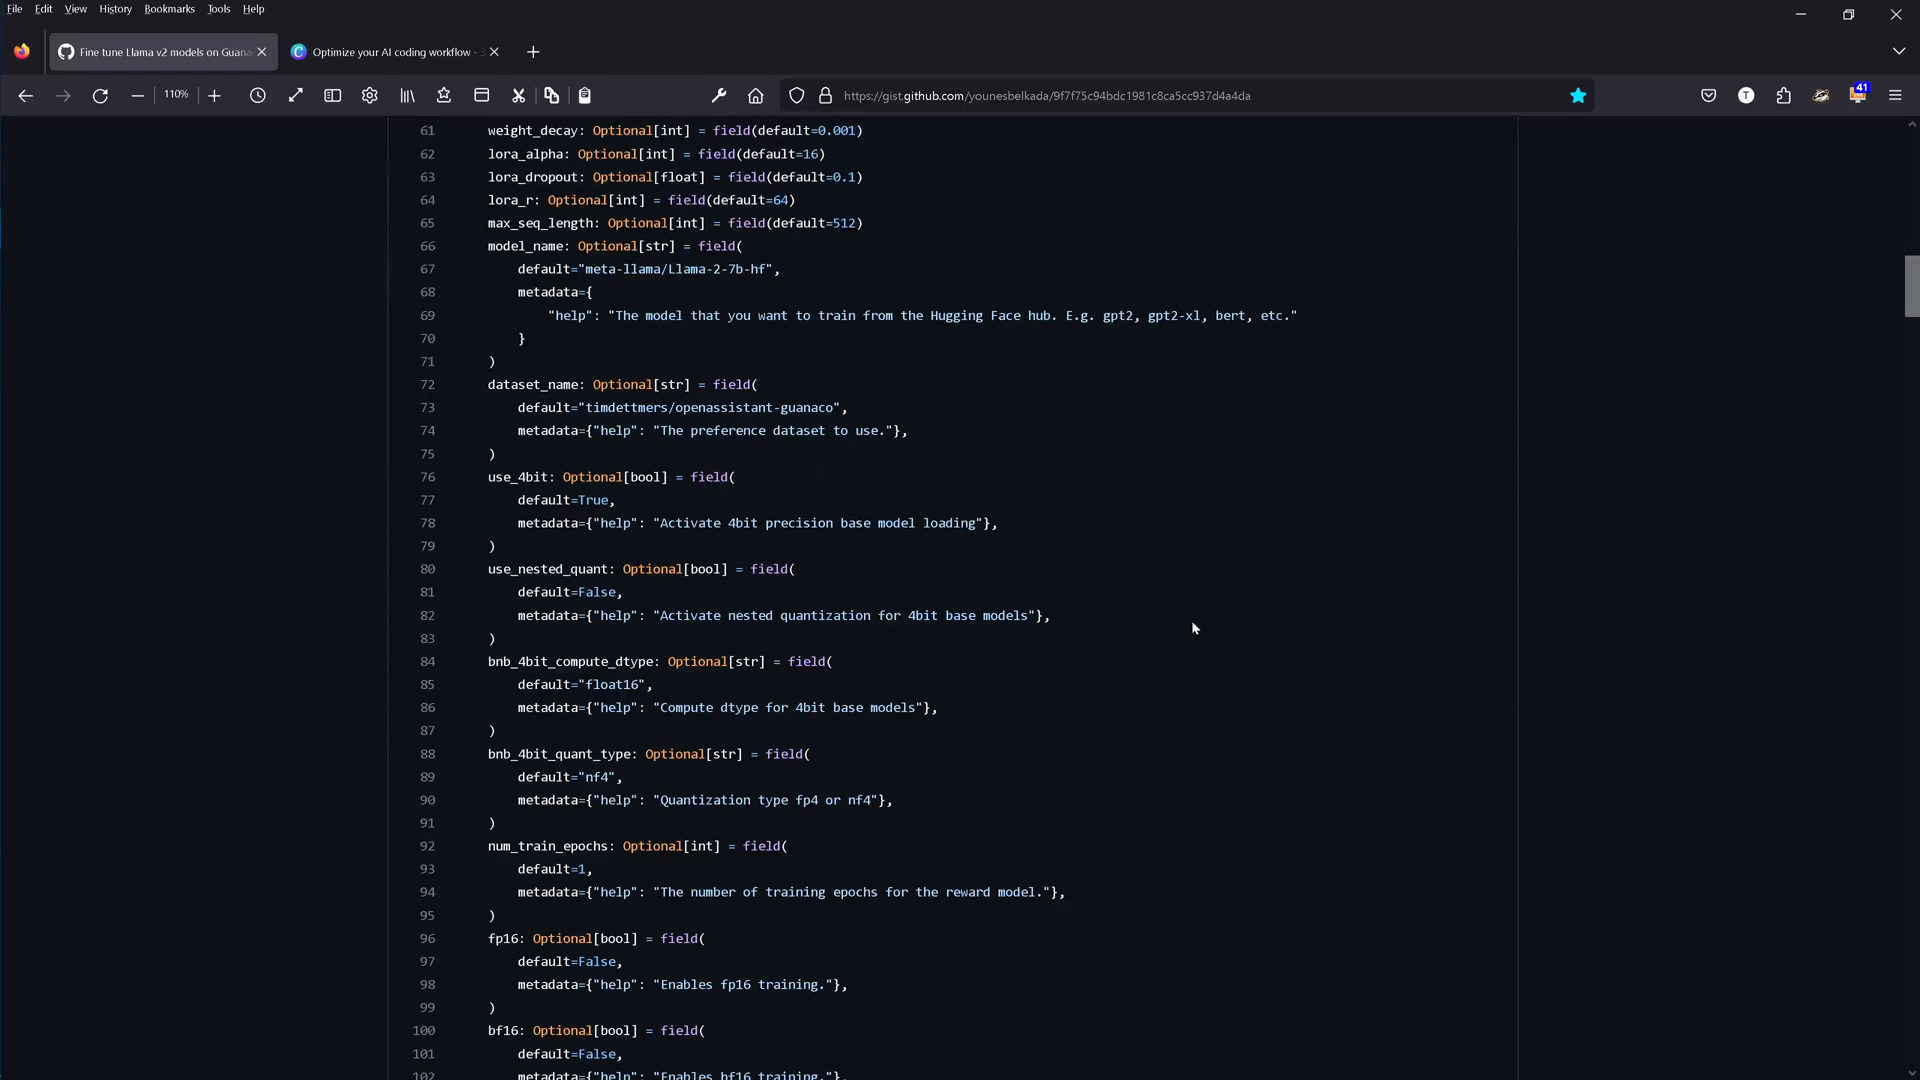 File Edit View History Bookmarks Tools Help
Fine tune Llama v2 models on Guana
Optimize your AI coding workflow -
110%
https://gist.github.com/younesbelkada/9f7f75c94bdc1981c8ca5cc937d4a4da
T
41
61 weight_decay: Optional[int] = field(default=0.001)
62 lora_alpha: Optional[int] = field(default=16)
63 lora_dropout: Optional[float] = field(default=0.1)
64 lora_r: Optional[int] = field(default=64)
65 max_seq_length: Optional[int] = field(default=512)
66 model_name: Optional[str] = field(
67 default="meta-llama/Llama-2-7b-hf",
68 metadata={
69 "help": "The model that you want to train from the Hugging Face hub. E.g. gpt2, gpt2-xl, bert, etc."
70 }
71 )
72 dataset_name: Optional[str] = field(
73 default="timdettmers/openassistant-guanaco",
74 metadata={"help": "The preference dataset to use."},
75 )
76 use_4bit: Optional[bool] = field(
77 default=True,
78 metadata={"help": "Activate 4bit precision base model loading"},
79 )
80 use_nested_quant: Optional[bool] = field(
81 default=False,
82 metadata={"help": "Activate nested quantization for 4bit base models"},
83 )
84 bnb_4bit_compute_dtype: Optional[str] = field(
85 default="float16",
86 metadata={"help": "Compute dtype for 4bit base models"},
87 )
88 bnb_4bit_quant_type: Optional[str] = field(
89 default="nf4",
90 metadata={"help": "Quantization type fp4 or nf4"},
91 )
92 num_train_epochs: Optional[int] = field(
93 default=1,
94 metadata={"help": "The number of training epochs for the reward model."},
95 )
96 fp16: Optional[bool] = field(
97 default=False,
98 metadata={"help": "Enables fp16 training."},
99 )
100 bf16: Optional[bool] = field(
101 default=False,
102 metadata={"help": "Enables bf16 training."},